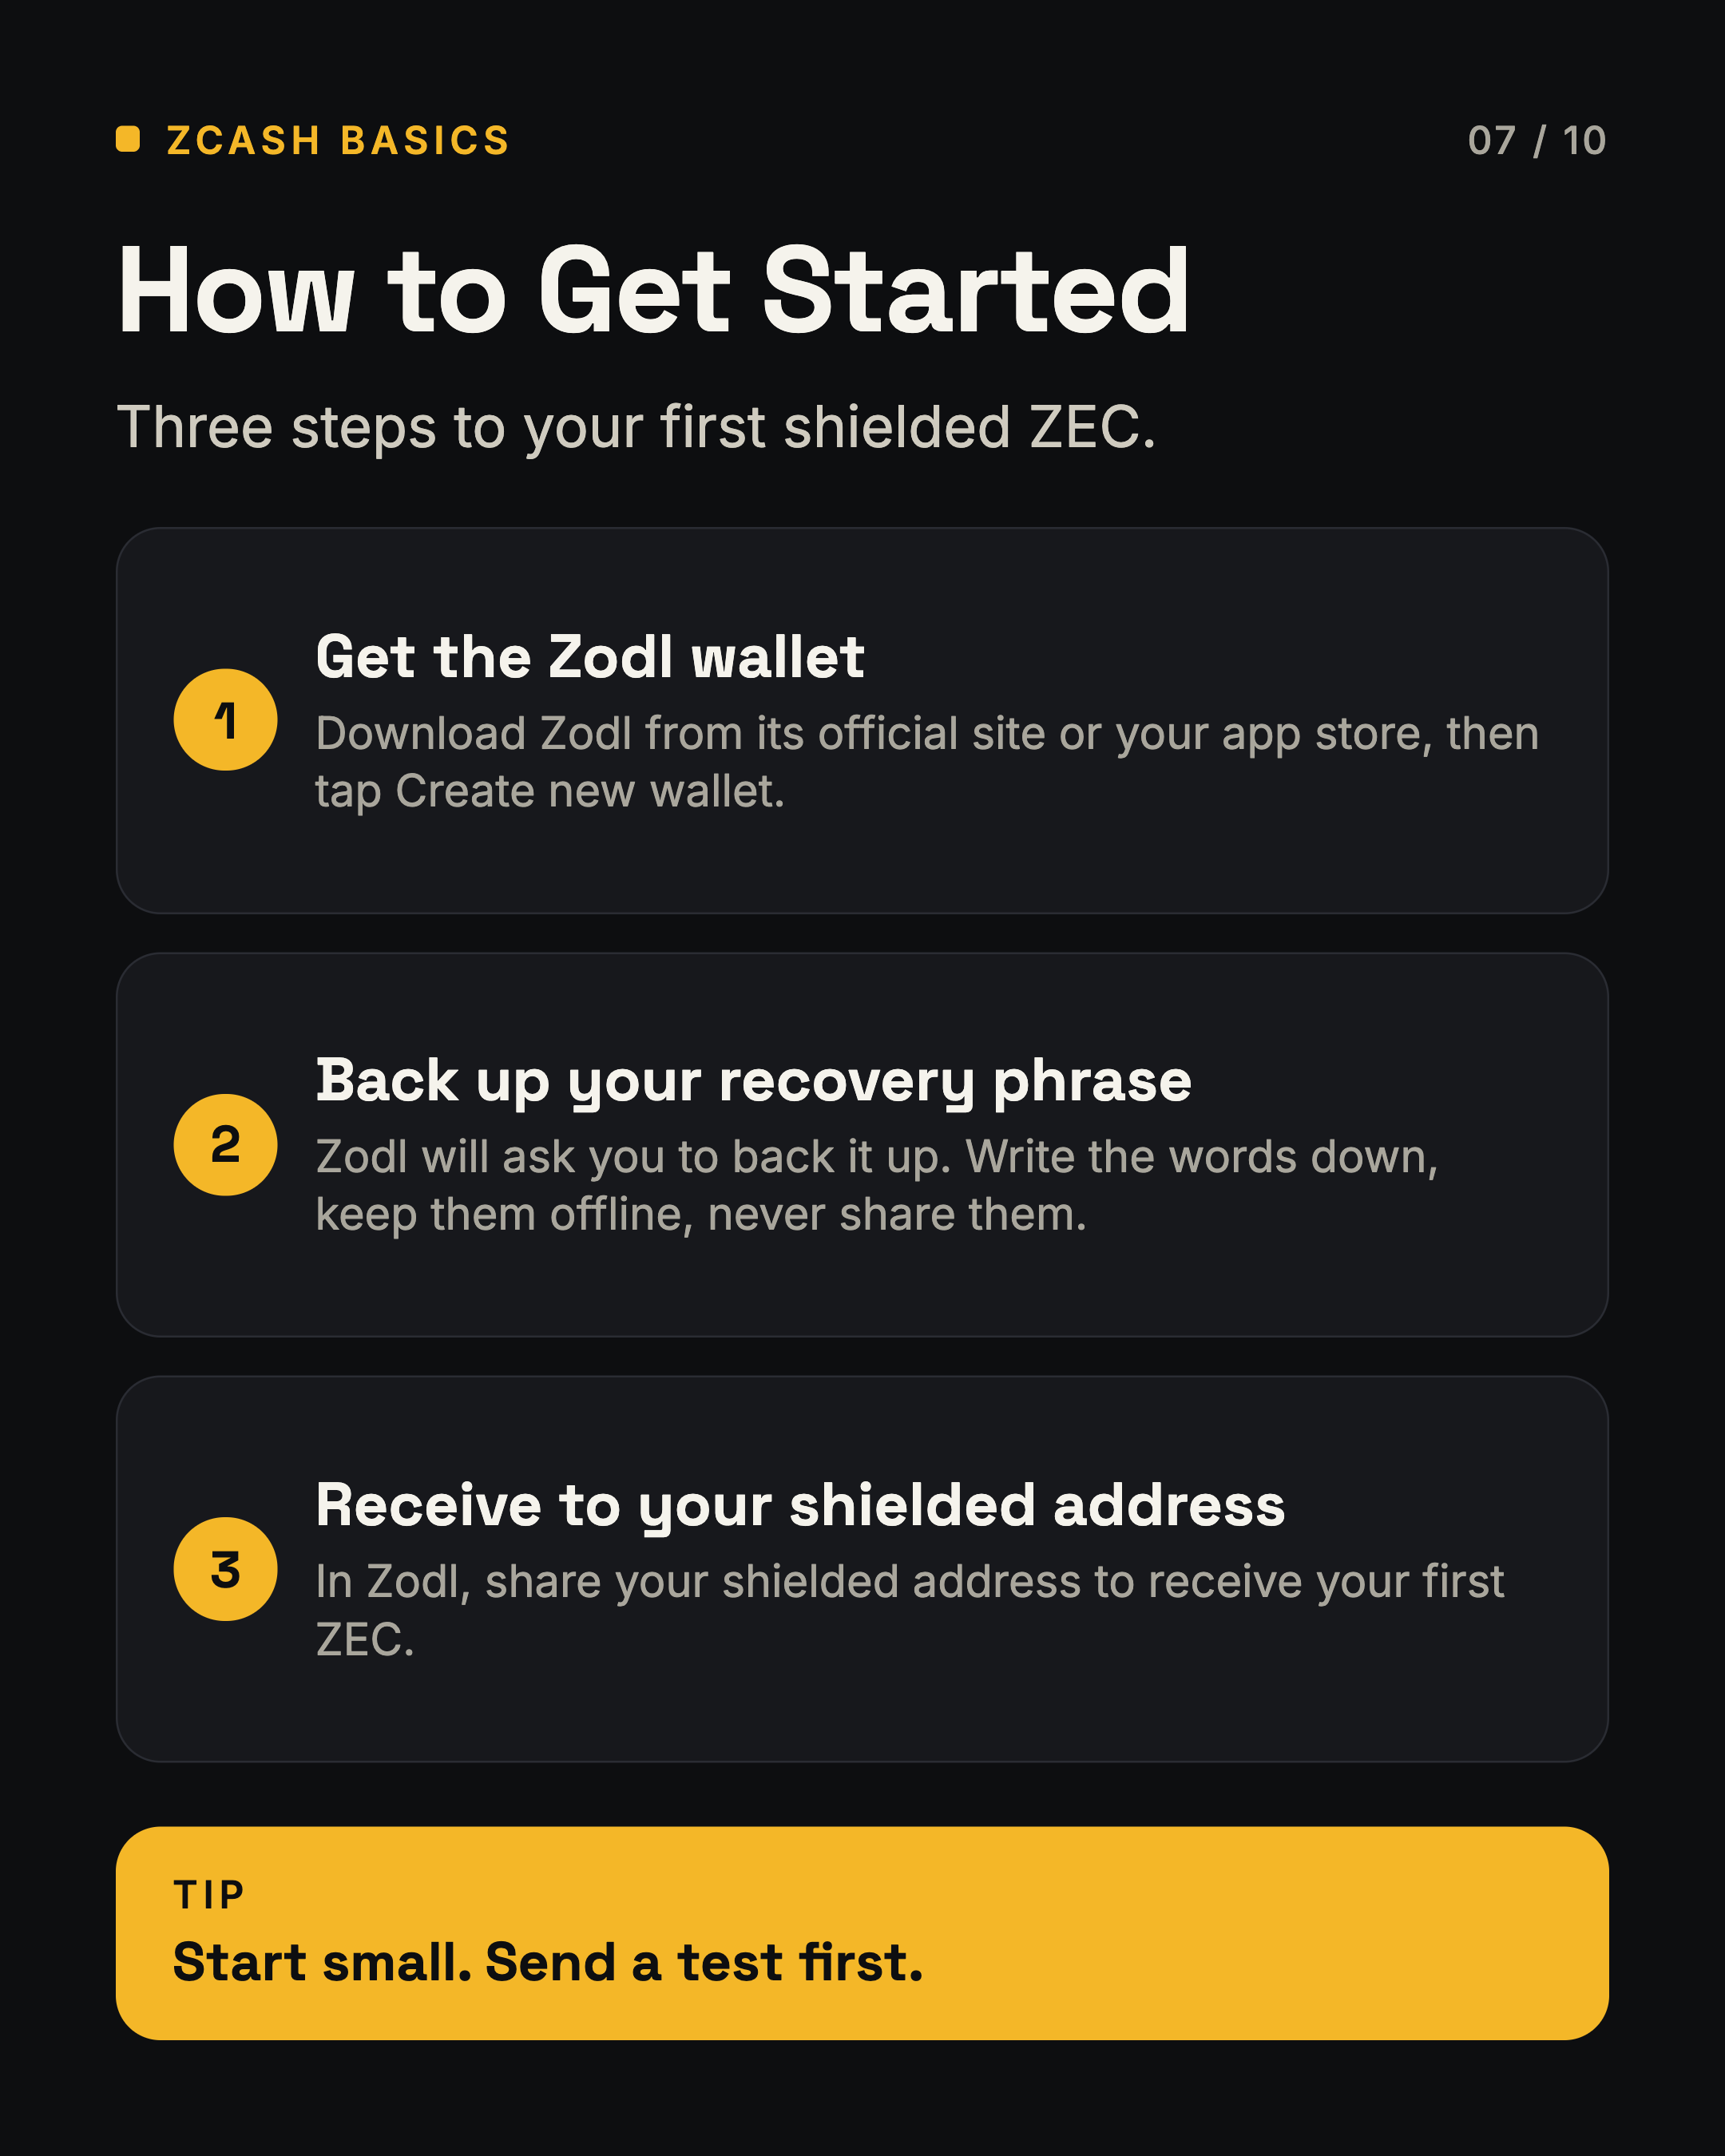 ZCASH BASICS
07 / 10
How to Get Started
Three steps to your first shielded ZEC.
1
Get the Zodl wallet
Download Zodl from its official site or your app store, then
tap Create new wallet.
2
Back up your recovery phrase
Zodl will ask you to back it up. Write the words down,
keep them offline, never share them.
3
Receive to your shielded address
In Zodl, share your shielded address to receive your first
ZEC.
TIP
Start small. Send a test first.